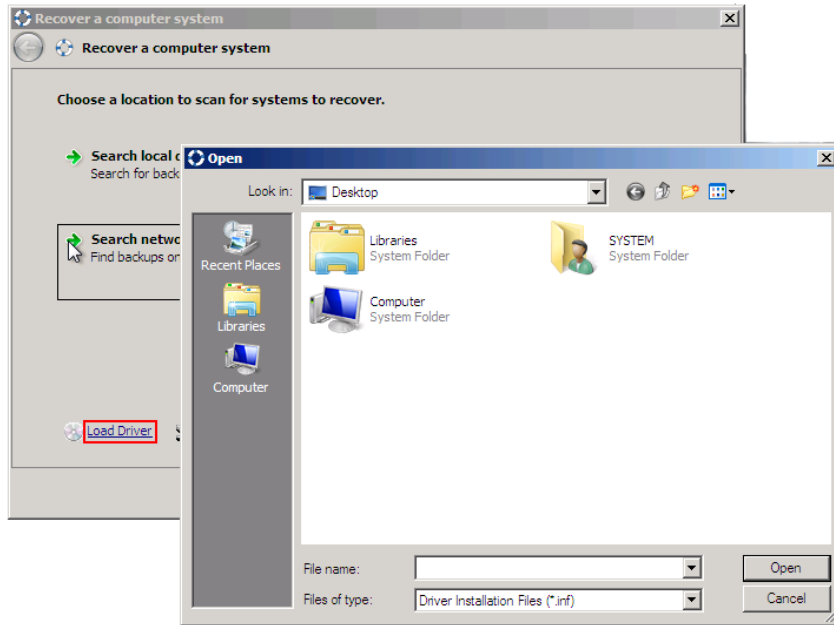 Recover a computer system
Recover a computer system
Choose a location to scan for systems to recover.
Search local
Search for back
Search netwo
Find backups or
Load Driver
Open
Look in:
Desktop
Recent Places
Libraries
Computer
Libraries
System Folder
SYSTEM
System Folder
Computer
System Folder
File name:
Open
Files of type:
Driver Installation Files (*.inf)
Cancel